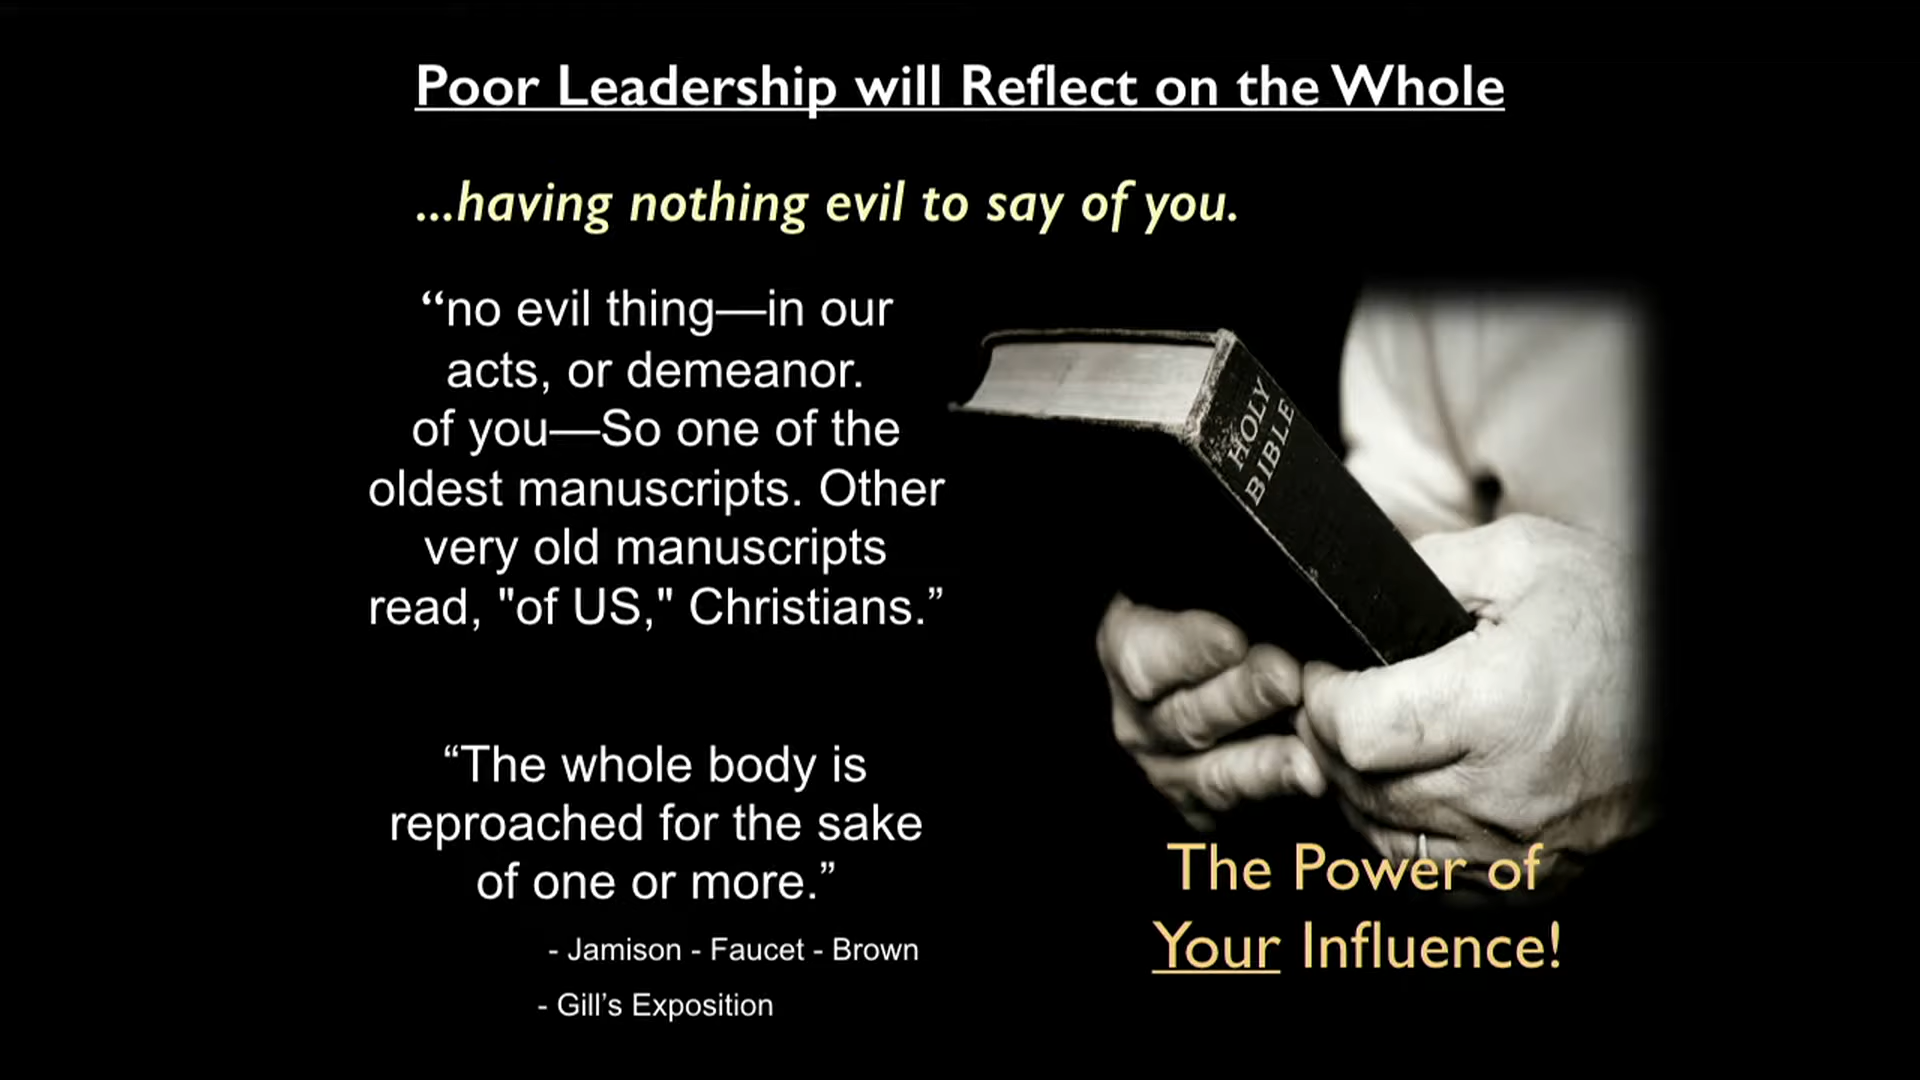 Poor Leadership will Reflect on the Whole
...having nothing evil to say of you.
“no evil thing—in our
acts, or demeanor.
of you—So one of the
oldest manuscripts. Other
very old manuscripts
read, "of US," Christians.”
“The whole body is
reproached for the sake
of one or more.”
- Jamison - Faucet - Brown
- Gill’s Exposition
HOLY
BIBLE
The Power of
Your Influence!